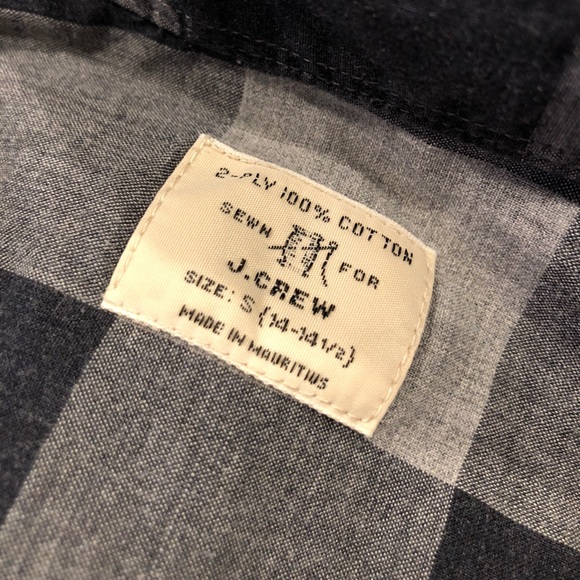 2-PLY 100% COTTON
SEWN FOR
J.CREW
SIZE: S {14-14 1/2}
MADE IN MAURITIUS